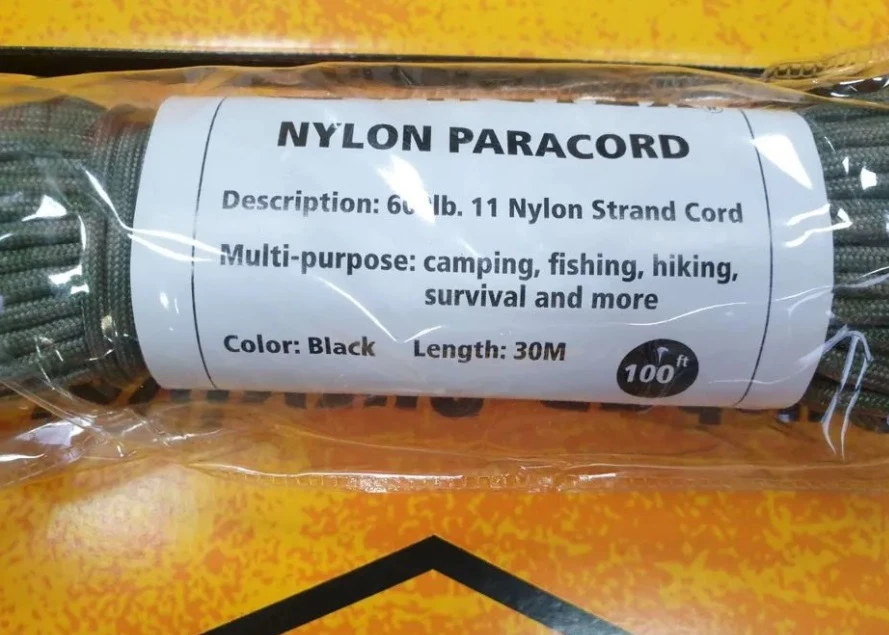 NYLON PARACORD
Description: lb. 11 Nylon Strand Cord
Multi-purpose: camping, fishing, hiking,
survival and more
Color: Black Length: 30M
100 ft